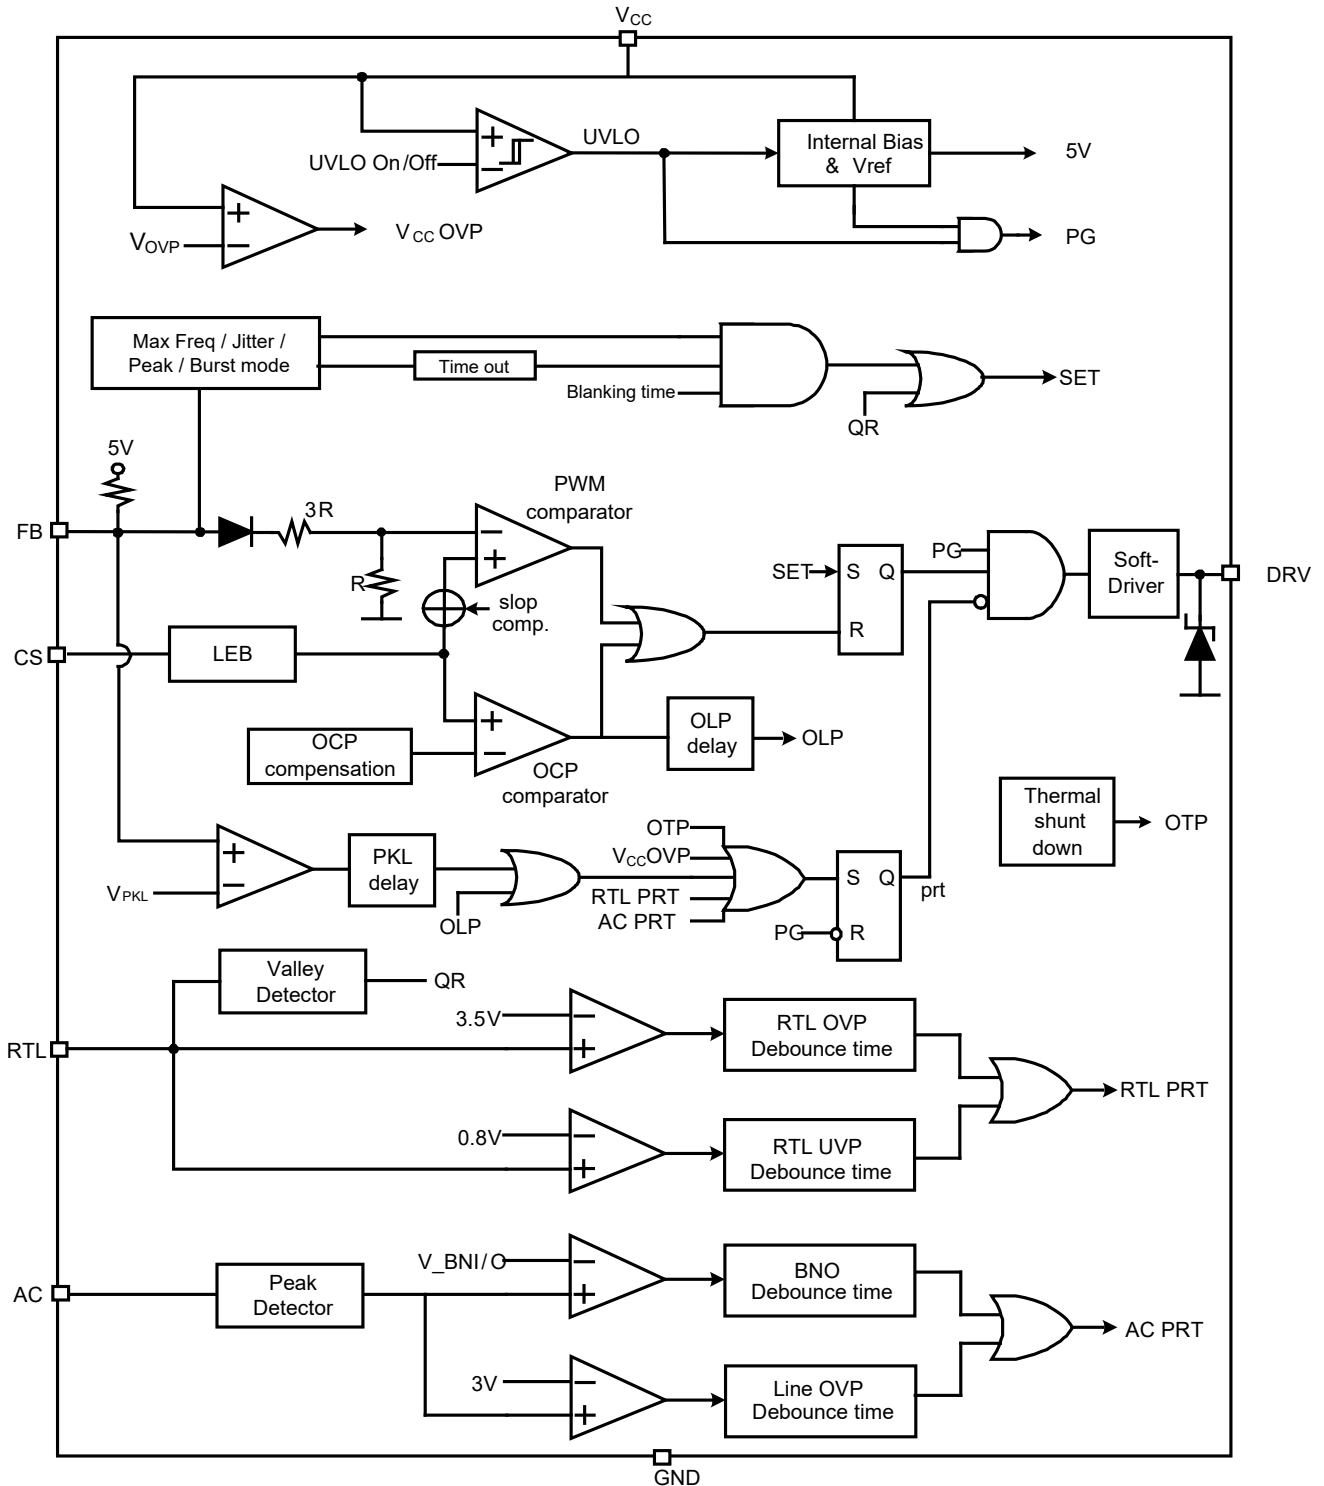 VCC
UVLO
UVLO On/Off
Internal Bias
& Vref
5V
VOVP
VCC OVP
PG
Max Freq / Jitter /
Peak / Burst mode
Time out
Blanking time
SET
QR
5V
FB
3R
R
PWM
comparator
slop
comp.
SET
S Q
R
PG
Soft-
Driver
DRV
CS
LEB
OCP
compensation
OCP
comparator
OLP
delay
OLP
Thermal
shunt
down
OTP
VPKL
PKL
delay
OLP
OTP
VCCOVP
RTL PRT
AC PRT
S Q
PG
R
prt
Valley
Detector
QR
RTL
3.5V
RTL OVP
Debounce time
RTL PRT
0.8V
RTL UVP
Debounce time
V_BNI/O
BNO
Debounce time
AC
Peak
Detector
AC PRT
3V
Line OVP
Debounce time
GND